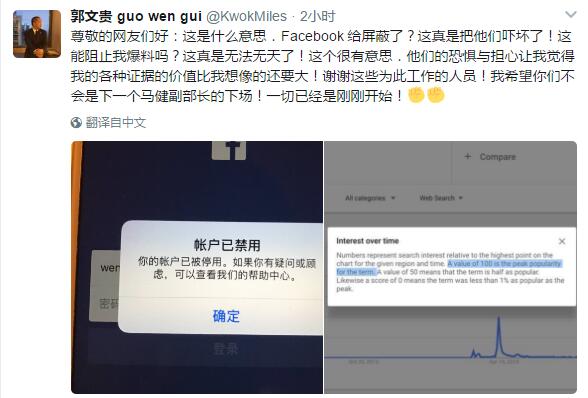 郭文贵 guo wen gui @KwokMiles · 2小时
尊敬的网友们好：这是什么意思．Facebook 给屏蔽了？这真是把他们吓坏了！这
能阻止我爆料吗？这真是无法无天了！这个很有意思．他们的恐惧与担心让我觉得
我的各种证据的价值比我想像的还要大！谢谢这些为此工作的人员！我希望你们不
会是下一个马健副部长的下场！一切已经是刚刚开始！✊✊
翻译自中文
f
帐户已禁用
你的帐户已被停用。如果你有疑问或顾
虑，可以查看我们的帮助中心。
确定
wen
密码
登录
+ Compare
All categories
Web Search
Interest over time
Numbers represent search interest relative to the highest point on the
chart for the given region and time. A value of 100 is the peak popularity
for the term. A value of 50 means that the term is half as popular.
Likewise a score of 0 means the term was less than 1% as popular as the
peak.